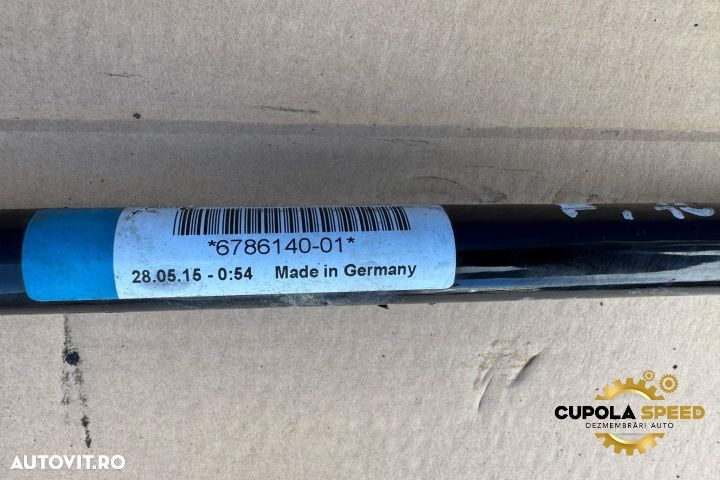 *6786140-01*
28.05.15 - 0:54 Made in Germany
CUPOLA SPEED
DEZMEMBRĂRI AUTO
AUTOVIT.RO